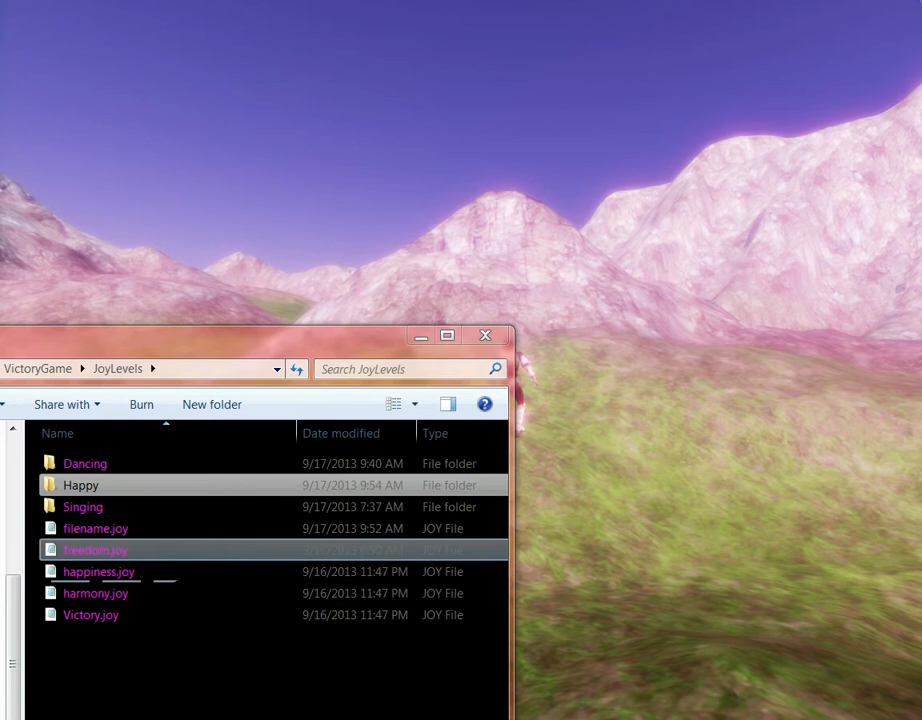 VictoryGame JoyLevels Search JoyLevels
Share with Burn New folder
Name Date modified Type
Dancing 9/17/2013 9:40 AM File folder
Happy 9/17/2013 9:54 AM File folder
Singing 9/17/2013 7:37 AM File folder
filename.joy 9/17/2013 9:52 AM JOY File
freedom.joy JOY File
happiness.joy 9/16/2013 11:47 PM JOY File
harmony.joy 9/16/2013 11:47 PM JOY File
Victory.joy 9/16/2013 11:47 PM JOY File